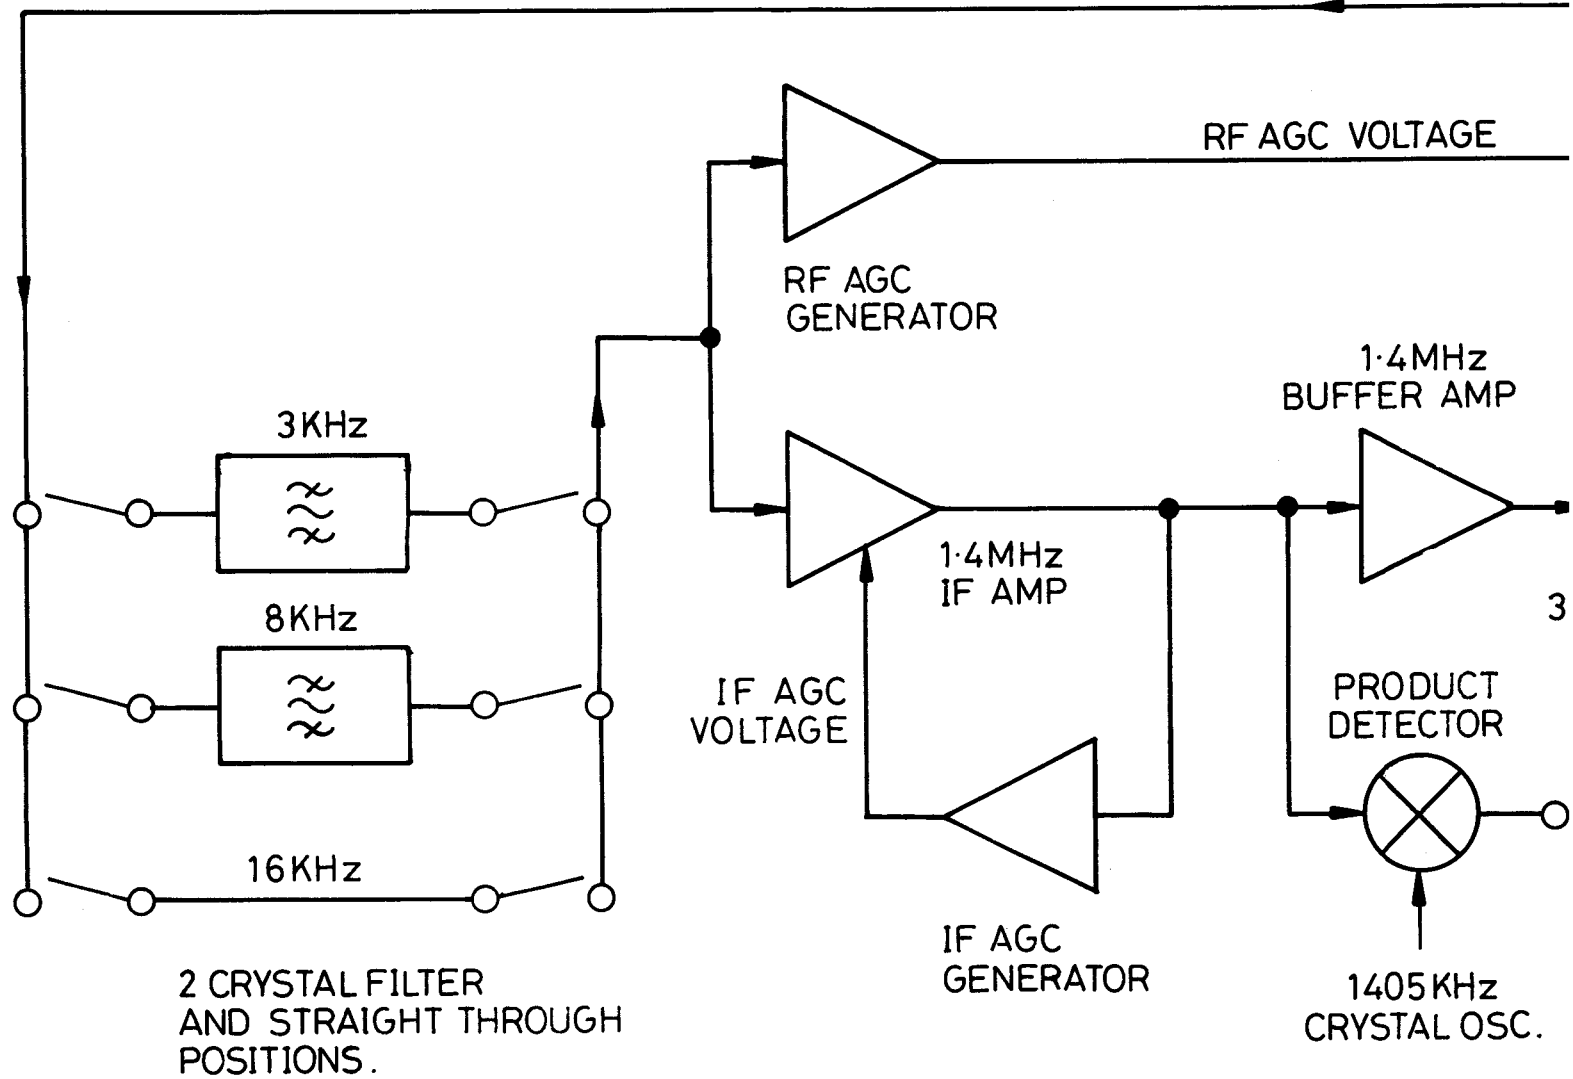 RF AGC VOLTAGE
RF AGC
GENERATOR
1·4MHz
BUFFER AMP
3KHz
1·4MHz
IF AMP
8KHz
3
IF AGC
VOLTAGE
PRODUCT
DETECTOR
16KHz
IF AGC
GENERATOR
2 CRYSTAL FILTER
AND STRAIGHT THROUGH
POSITIONS.
1405KHz
CRYSTAL OSC.